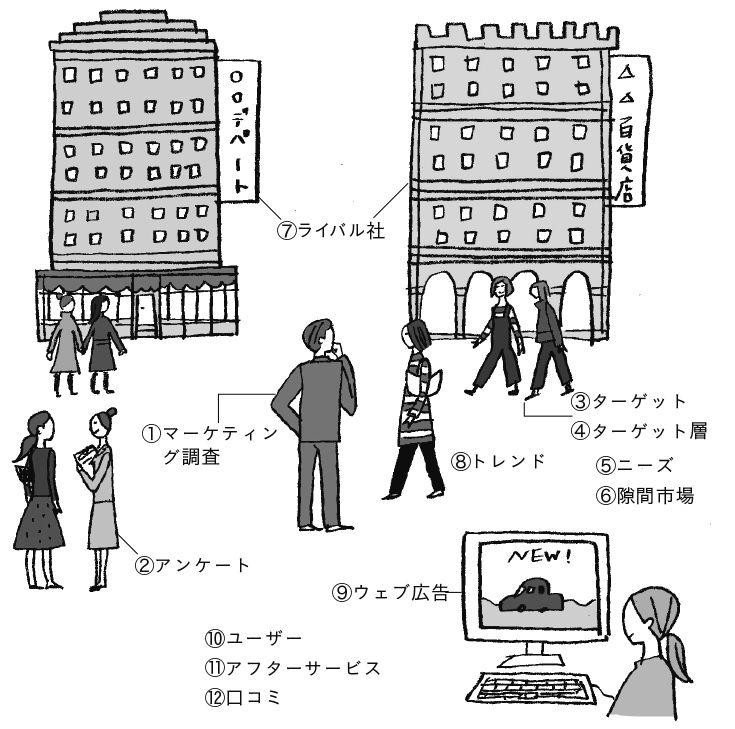 ロロデパート
△△百貨店
⑦ライバル社
①マーケティン
グ調査
③ターゲット
④ターゲット層
⑧トレンド
⑤ニーズ
⑥隙間市場
②アンケート
NEW!
⑨ウェブ広告
⑩ユーザー
⑪アフターサービス
⑫口コミ